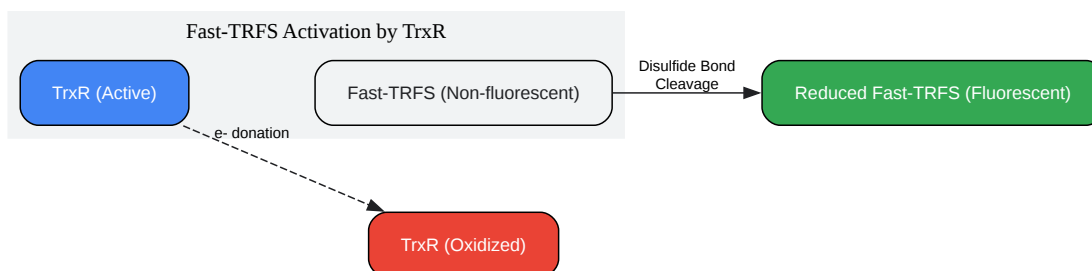 Fast-TRFS Activation by TrxR
TrxR (Active)
Fast-TRFS (Non-fluorescent)
Disulfide Bond
Cleavage
Reduced Fast-TRFS (Fluorescent)
e- donation
TrxR (Oxidized)